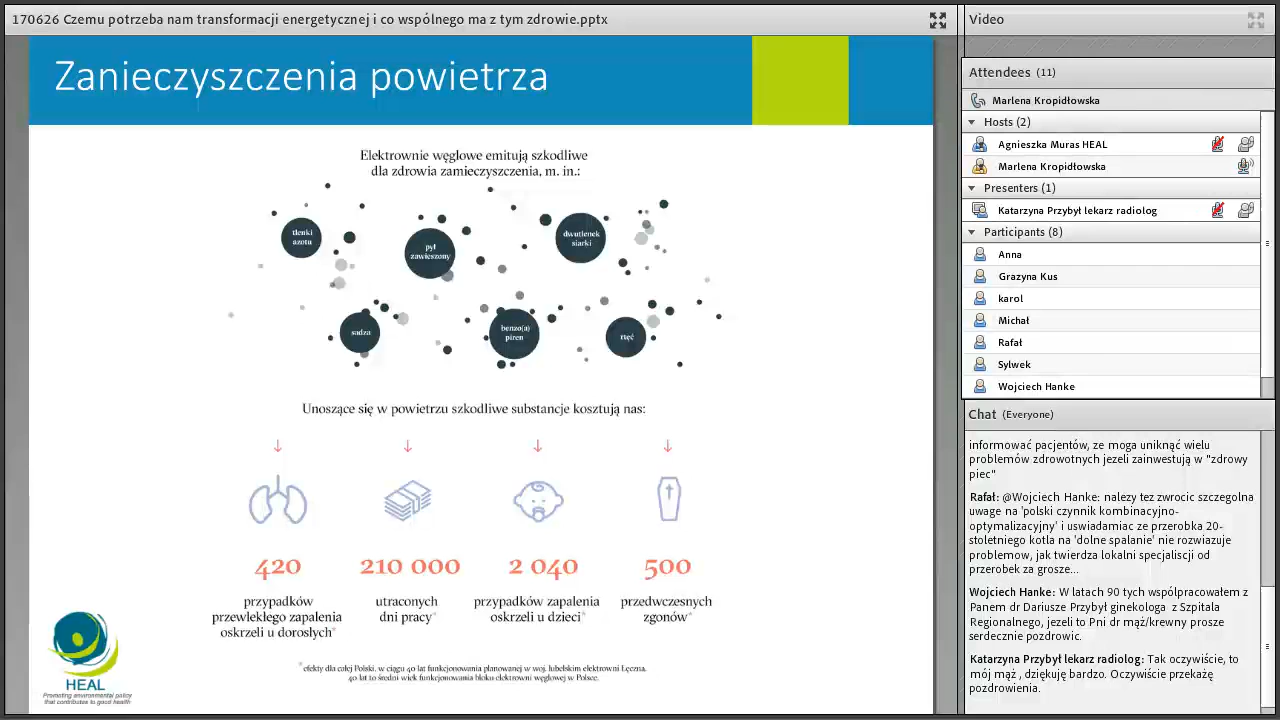 170626 Czemu potrzeba nam transformacji energetycznej i co wspólnego ma z tym zdrowie.pptx
Zanieczyszczenia powietrza
Elektrownie węglowe emitują szkodliwe
dla zdrowia zamieczyszczenia, m. in.:
tlenki
azotu
pył
zawieszony
dwutlenek
siarki
sadza
benzo(a)
piren
rtęć
Unoszące się w powietrzu szkodliwe substancje kosztują nas:
420
210 000
2 040
500
przypadków
przewlekłego zapalenia
oskrzeli u dorosłych*
utraconych
dni pracy*
przypadków zapalenia
oskrzeli u dzieci*
przedwczesnych
zgonów*
* efekty dla całej Polski, w ciągu 40 lat funkcjonowania planowanej w woj. lubelskim elektrowni Łęczna.
40 lat to średni wiek funkcjonowania bloku elektrowni węglowej w Polsce.
HEAL
Promoting environmental policy
that contributes to good health
Video
Attendees (11)
Marlena Kropidłowska
Hosts (2)
Agnieszka Muras HEAL
Marlena Kropidłowska
Presenters (1)
Katarzyna Przybył lekarz radiolog
Participants (8)
Anna
Grazyna Kus
karol
Michał
Rafał
Sylwek
Wojciech Hanke
Chat (Everyone)
informować pacjentów, ze moga uniknąć wielu
problemów zdrowotnych jezeli zainwestują w "zdrowy
piec"
Rafał: @Wojciech Hanke: nalezy tez zwrocic szczegolna
uwage na 'polski czynnik kombinacyjno-
optymalizacyjny' i uswiadamiac ze przerobka 20-
stoletniego kotla na 'dolne spalanie' nie rozwiazuje
problemow, jak twierdza lokalni specjalisci od
przerobek za grosze...
Wojciech Hanke: W latach 90 tych wspólpracowałem z
Panem dr Dariusze Przybył ginekologa z Szpitala
Regionalnego, jezeli to Pni dr mąż/krewny prosze
serdecznie pozdrowic.
Katarzyna Przybył lekarz radiolog: Tak oczywiście, to
mój mąż, dziękuję bardzo. Oczywiście przekażę
pozdrowienia.